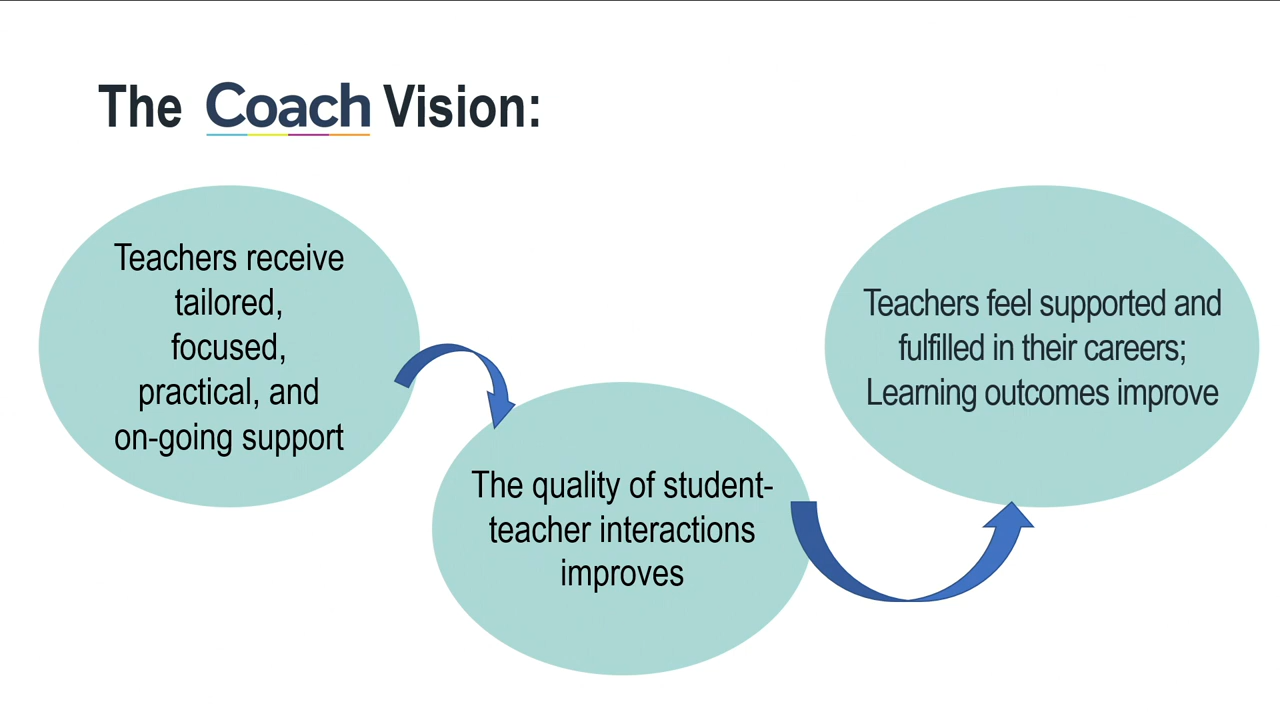 The Coach Vision:
Teachers receive
tailored,
focused,
practical, and
on-going support
The quality of student-
teacher interactions
improves
Teachers feel supported and
fulfilled in their careers;
Learning outcomes improve